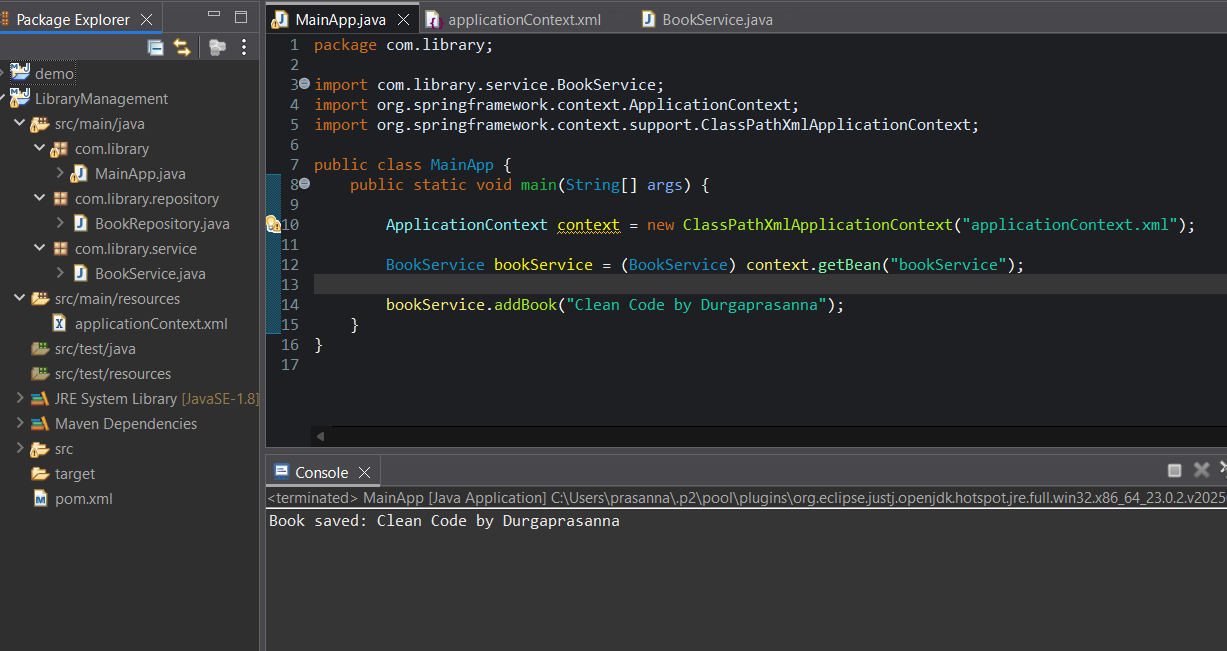 Package Explorer
demo
LibraryManagement
src/main/java
com.library
MainApp.java
com.library.repository
BookRepository.java
com.library.service
BookService.java
src/main/resources
applicationContext.xml
src/test/java
src/test/resources
JRE System Library [JavaSE-1.8]
Maven Dependencies
src
target
pom.xml
MainApp.java applicationContext.xml BookService.java
1 package com.library;
2
3 import com.library.service.BookService;
4 import org.springframework.context.ApplicationContext;
5 import org.springframework.context.support.ClassPathXmlApplicationContext;
6
7 public class MainApp {
8 public static void main(String[] args) {
9
10 ApplicationContext context = new ClassPathXmlApplicationContext("applicationContext.xml");
11
12 BookService bookService = (BookService) context.getBean("bookService");
13
14 bookService.addBook("Clean Code by Durgaprasanna");
15 }
16 }
17
Console
<terminated> MainApp [Java Application] C:\Users\prasanna\.p2\pool\plugins\org.eclipse.justj.openjdk.hotspot.jre.full.win32.x86_64_23.0.2.v2025
Book saved: Clean Code by Durgaprasanna